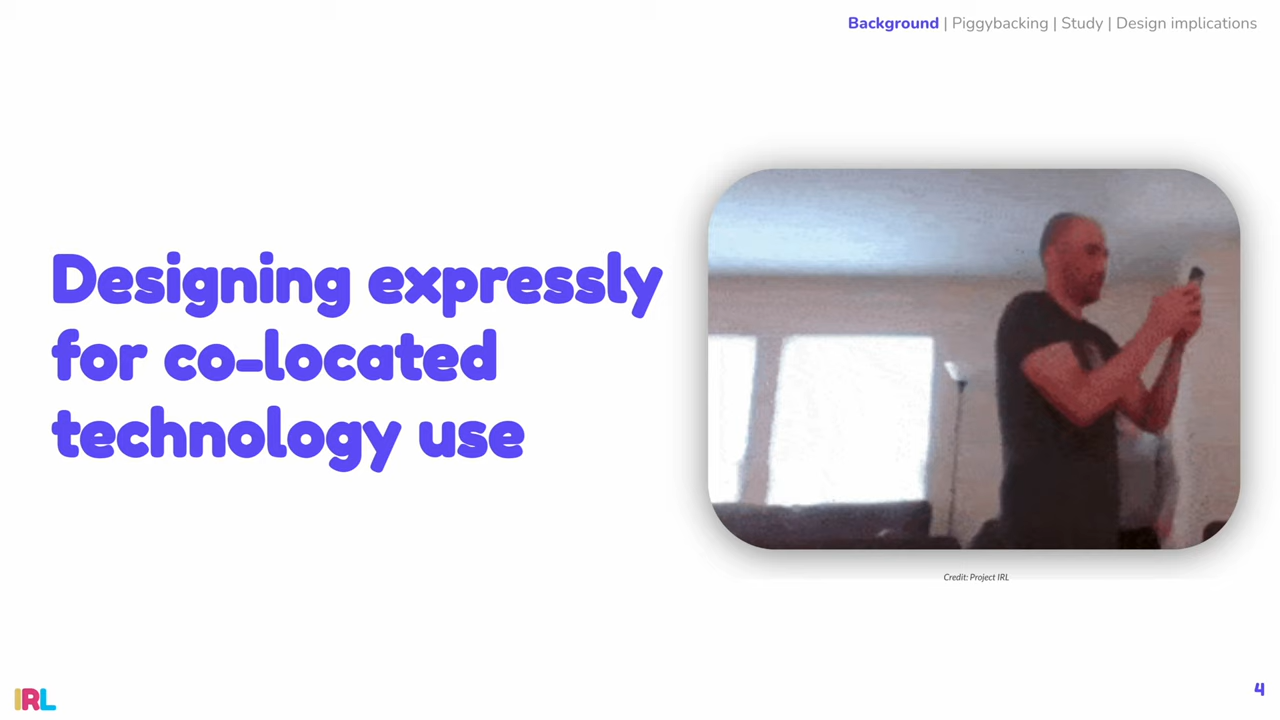 Background | Piggybacking | Study | Design implications
Designing expressly
for co-located
technology use
Credit: Project IRL
IRL
4